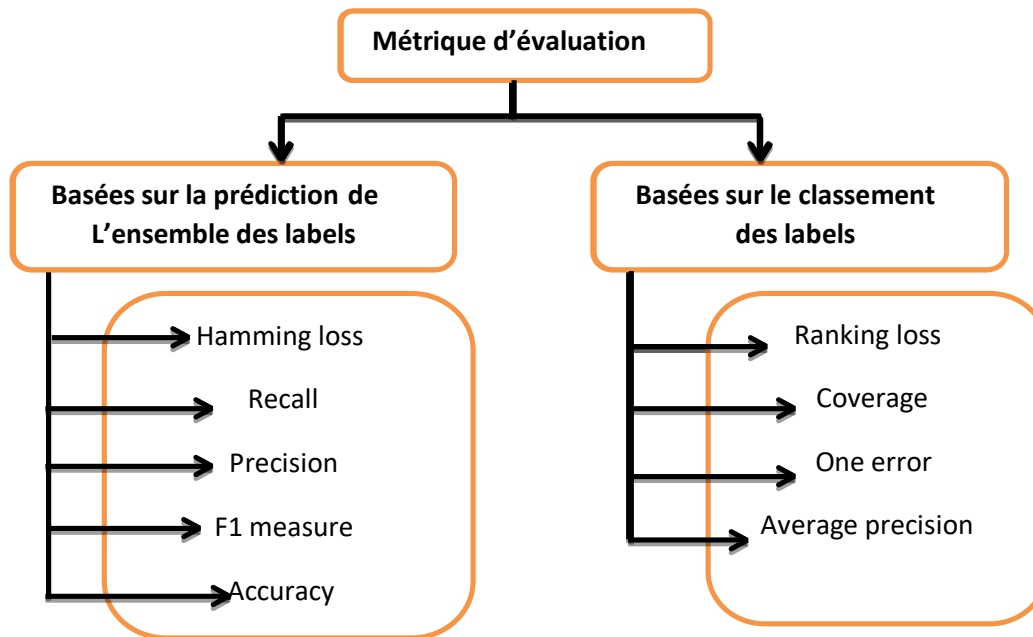 Métrique d’évaluation
Basées sur la prédiction de
L’ensemble des labels
Hamming loss
Recall
Precision
F1 measure
Accuracy
Basées sur le classement
des labels
Ranking loss
Coverage
One error
Average precision